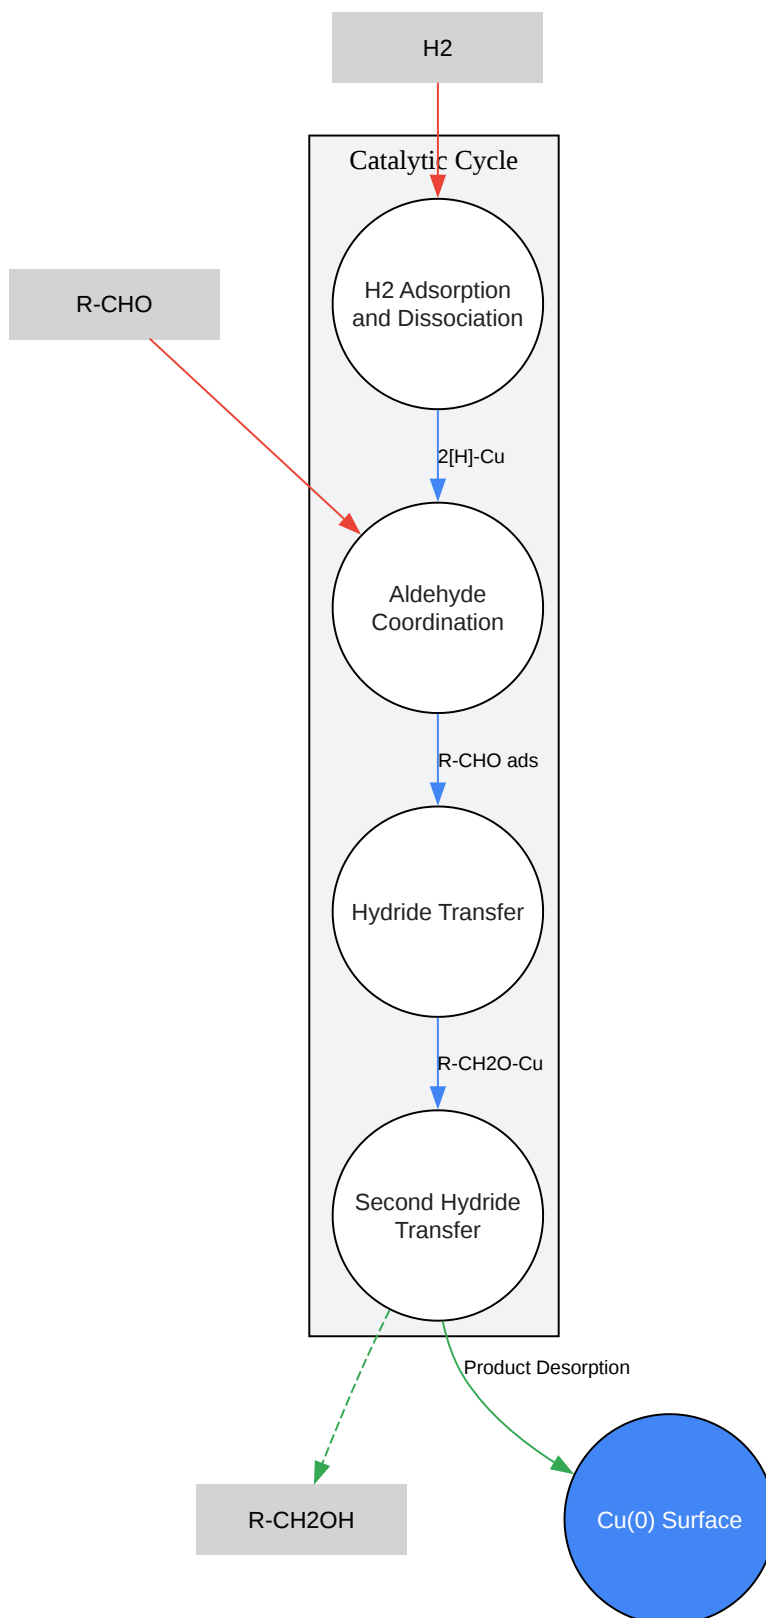 H2
Catalytic Cycle
H2 Adsorption
and Dissociation
R-CHO
2[H]-Cu
Aldehyde
Coordination
R-CHO ads
Hydride Transfer
R-CH2O-Cu
Second Hydride
Transfer
Product Desorption
R-CH2OH
Cu(0) Surface